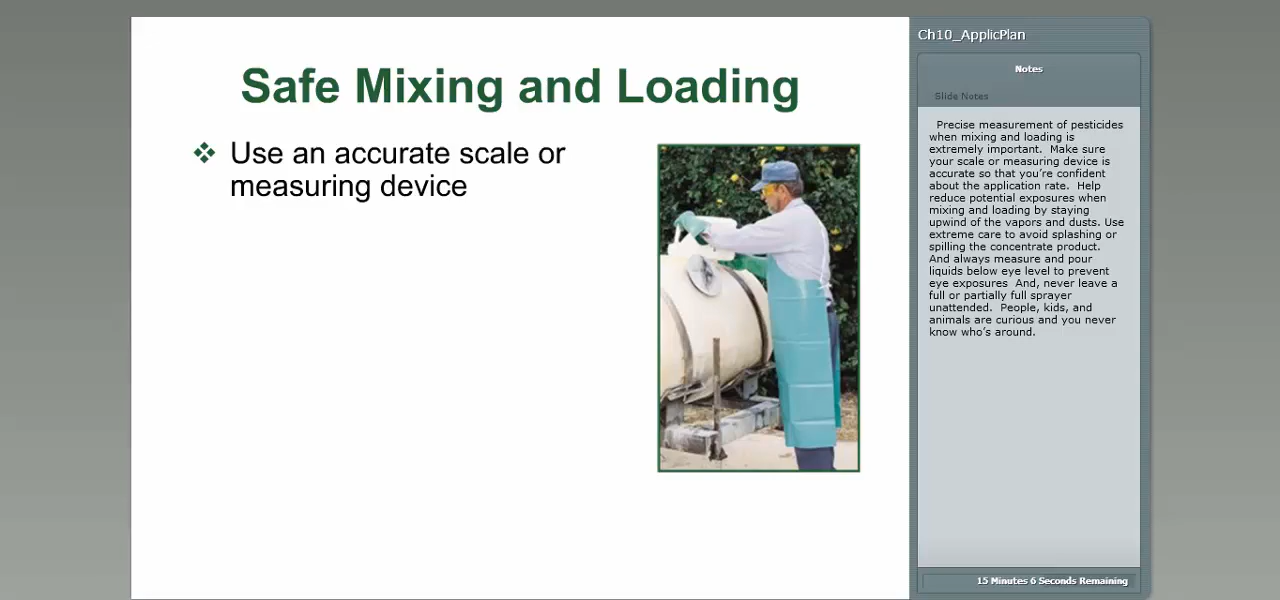 Safe Mixing and Loading
Use an accurate scale or
measuring device
Ch10_ApplicPlan
Notes
Slide Notes
Precise measurement of pesticides
when mixing and loading is
extremely important.  Make sure
your scale or measuring device is
accurate so that you're confident
about the application rate.  Help
reduce potential exposures when
mixing and loading by staying
upwind of the vapors and dusts. Use
extreme care to avoid splashing or
spilling the concentrate product.
And always measure and pour
liquids below eye level to prevent
eye exposures  And, never leave a
full or partially full sprayer
unattended.  People, kids, and
animals are curious and you never
know who's around.
15 Minutes 6 Seconds Remaining